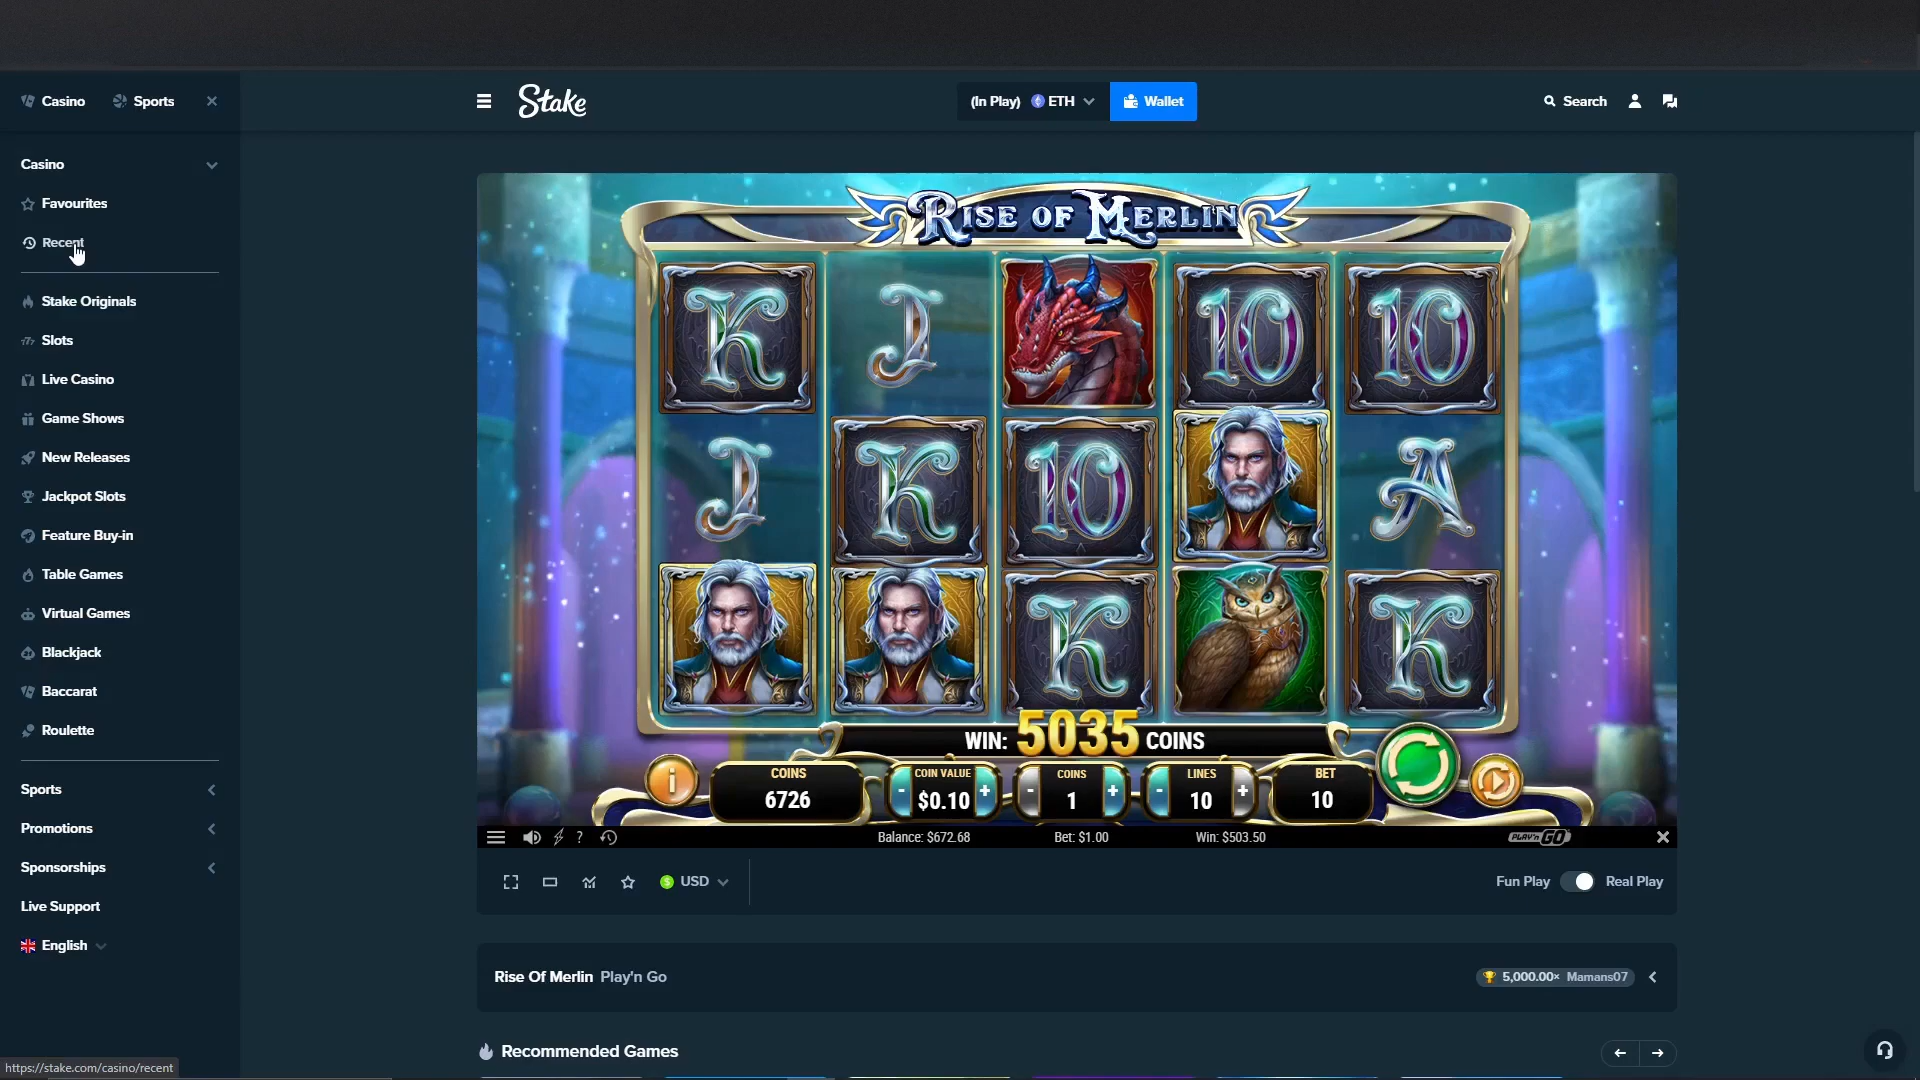 Casino
Sports
Stake
(In Play) ETH
Wallet
Search
Casino
Favourites
Recent
Stake Originals
Slots
Live Casino
Game Shows
New Releases
Jackpot Slots
Feature Buy-in
Table Games
Virtual Games
Blackjack
Baccarat
Roulette
Sports
Promotions
Sponsorships
Live Support
English
https://stake.com/casino/recent
RISE OF MERLIN
K J 10 10
J K 10 A
K K
WIN: 5035 COINS
COINS
6726
COIN VALUE
- $0.10 +
COINS
- 1 +
LINES
- 10 +
BET
10
Balance: $672.68
Bet: $1.00
Win: $503.50
PLAY'n GO
USD
Fun Play
Real Play
Rise Of Merlin Play'n Go
5,000.00× Mamans07
Recommended Games